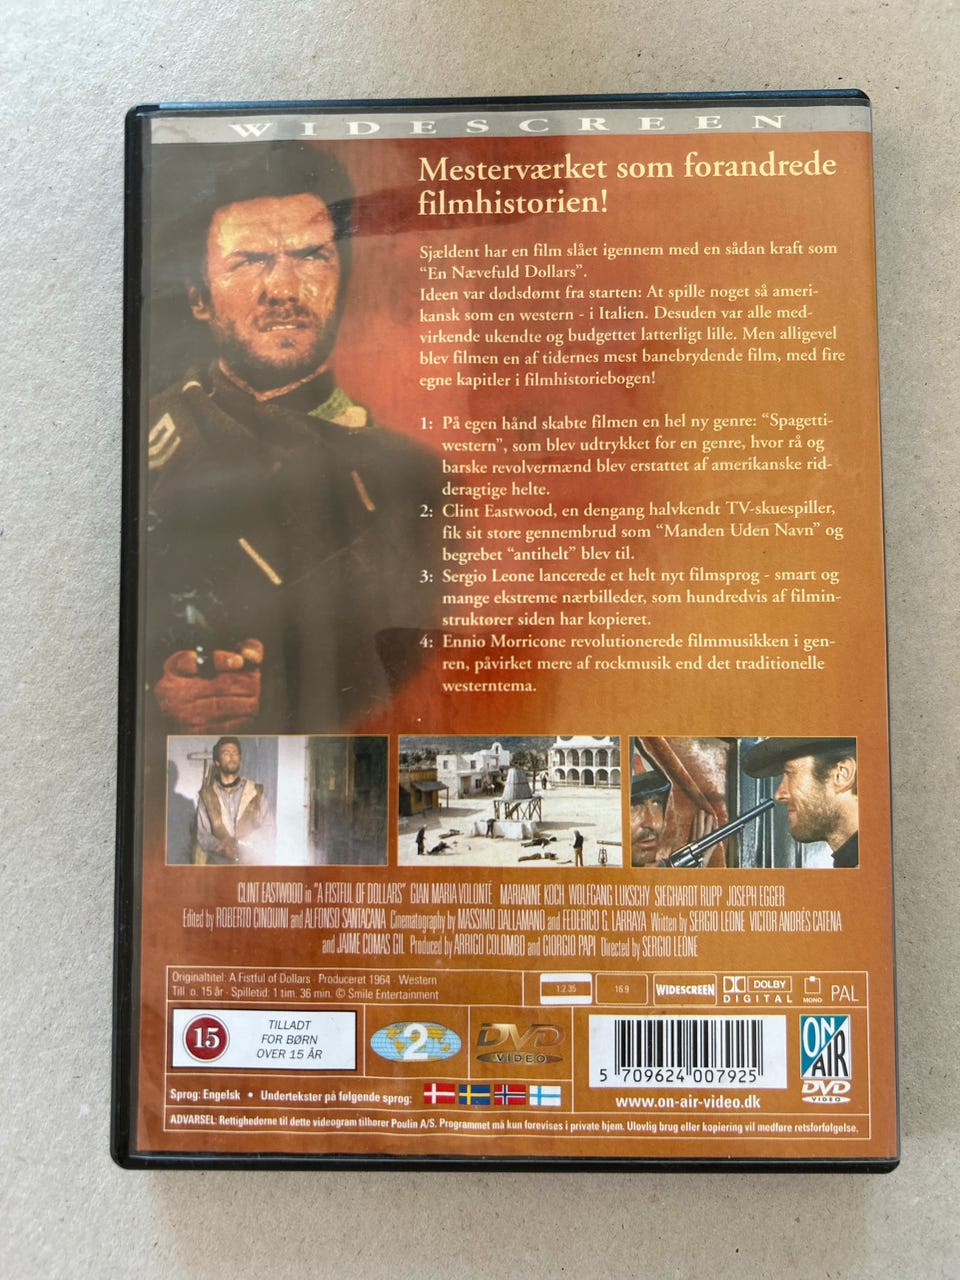 WIDESCREEN
Mesterværket som forandrede
filmhistorien!
Sjældent har en film slået igennem med en sådan kraft som
“En Nævefuld Dollars”.
Ideen var dødsdømt fra starten: At spille noget så ameri-
kansk som en western - i Italien. Desuden var alle med-
virkende ukendte og budgettet latterligt lille. Men alligevel
blev filmen en af tidernes mest banebrydende film, med fire
egne kapitler i filmhistoriebogen!
1: På egen hånd skabte filmen en hel ny genre: “Spagetti-
western”, som blev udtrykket for en genre, hvor rå og
barske revolvermænd blev erstattet af amerikanske rid-
deragtige helte.
2: Clint Eastwood, en dengang halvkendt TV-skuespiller,
fik sit store gennembrud som “Manden Uden Navn” og
begrebet “antihelt” blev til.
3: Sergio Leone lancerede et helt nyt filmsprog - smart og
mange ekstreme nærbilleder, som hundredvis af filmin-
struktører siden har kopieret.
4: Ennio Morricone revolutionerede filmmusikken i gen-
ren, påvirket mere af rockmusik end det traditionelle
westerntema.
CLINT EASTWOOD in "A FISTFUL OF DOLLARS" GIAN MARIA VOLONTÉ MARIANNE KOCH WOLFGANG LUKSCHY SIEGHARDT RUPP JOSEPH EGGER
Edited by ROBERTO CINQUINI and ALFONSO SANTACANA Cinematography by MASSIMO DALLAMANO and FEDERICO G. LARRAYA Written by SERGIO LEONE VICTOR ANDRÉS CATENA
and JAIME COMAS GIL Produced by ARRIGO COLOMBO and GIORGIO PAPI Directed by SERGIO LEONE
Originaltitel: A Fistful of Dollars · Produceret 1964 · Western
Till. o. 15 år · Spilletid: 1 tim. 36 min. © Smile Entertainment
1:2.35 16:9 WIDESCREEN DOLBY DIGITAL MONO PAL
15 TILLADT
FOR BØRN
OVER 15 ÅR
2
DVD
VIDEO
5 709624 007925
ON
AIR
DVD
VIDEO
Sprog: Engelsk • Undertekster på følgende sprog:
www.on-air-video.dk
ADVARSEL: Rettighederne til dette videogram tilhører Poulin A/S. Programmet må kun forevises i private hjem. Ulovlig brug eller kopiering vil medføre retsforfølgelse.